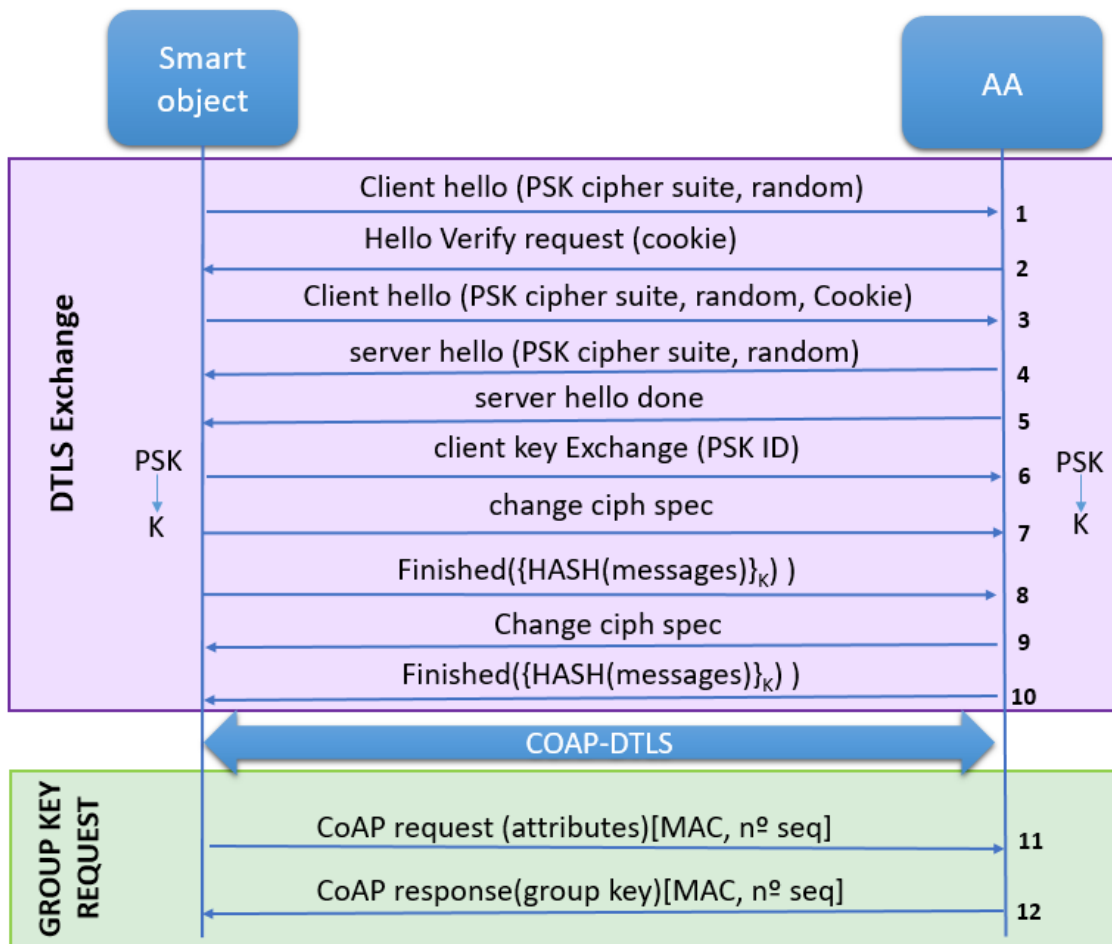 Smart
object
AA
DTLS Exchange
Client hello (PSK cipher suite, random)
1
Hello Verify request (cookie)
2
Client hello (PSK cipher suite, random, Cookie)
3
server hello (PSK cipher suite, random)
4
server hello done
5
client key Exchange (PSK ID)
6
PSK
K
PSK
K
change ciph spec
7
Finished({HASH(messages)}K) )
8
Change ciph spec
9
Finished({HASH(messages)}K) )
10
COAP-DTLS
GROUP KEY
REQUEST
CoAP request (attributes)[MAC, nº seq]
11
CoAP response(group key)[MAC, nº seq]
12